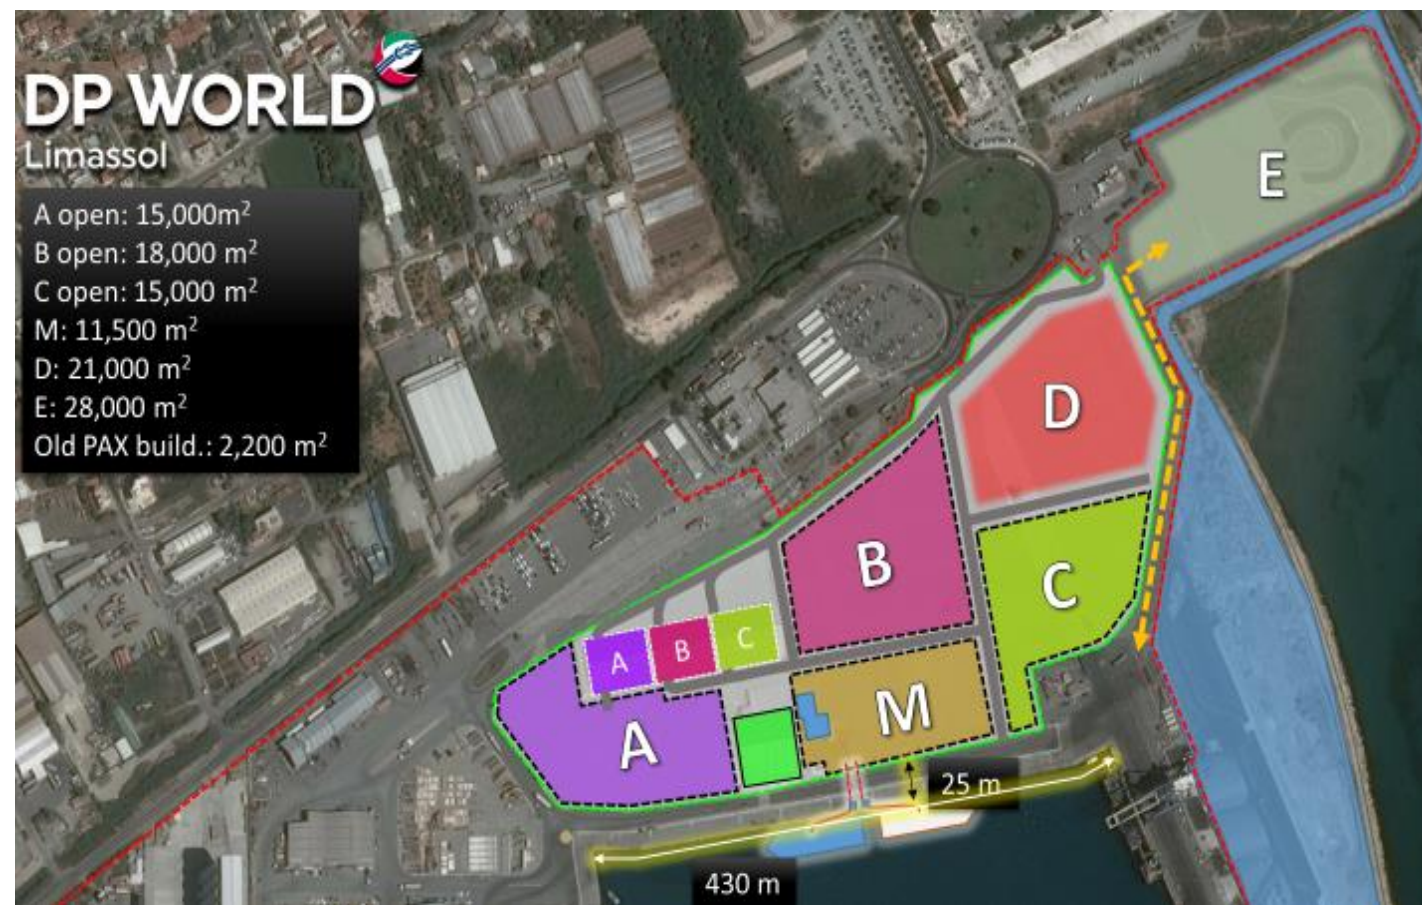 DP WORLD
Limassol
A open: 15,000m²
B open: 18,000 m²
C open: 15,000 m²
M: 11,500 m²
D: 21,000 m²
E: 28,000 m²
Old PAX build.: 2,200 m²
E
D
B
C
A
B
C
M
A
25 m
430 m